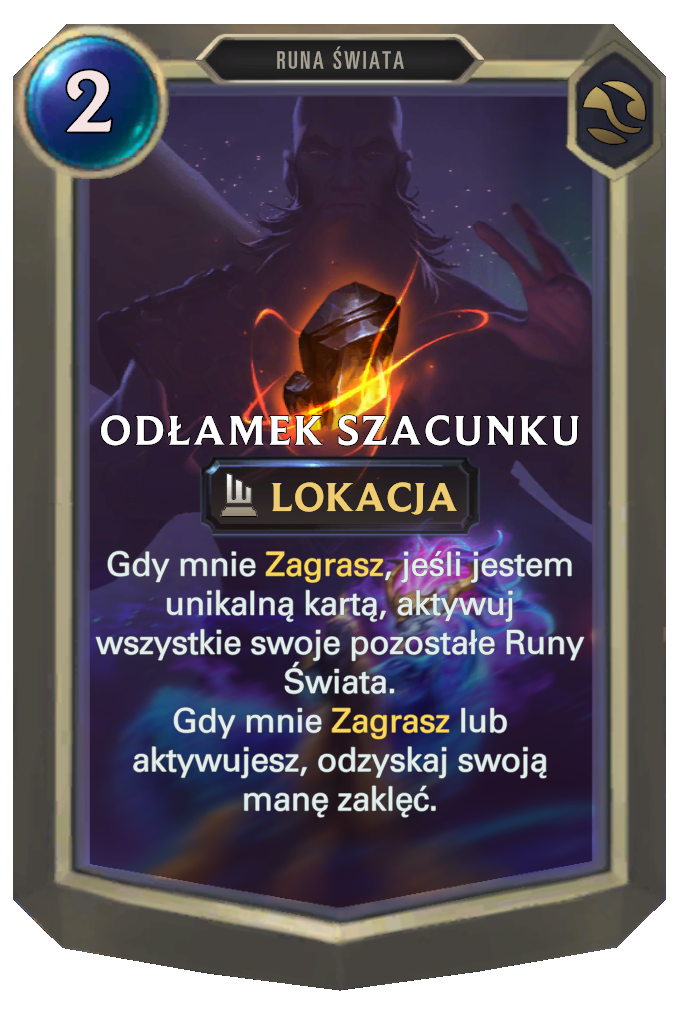 RUNA ŚWIATA
2
ODŁAMEK SZACUNKU
LOKACJA
Gdy mnie Zagrasz, jeśli jestem
unikalną kartą, aktywuj
wszystkie swoje pozostałe Runy
Świata.
Gdy mnie Zagrasz lub
aktywujesz, odzyskaj swoją
manę zaklęć.